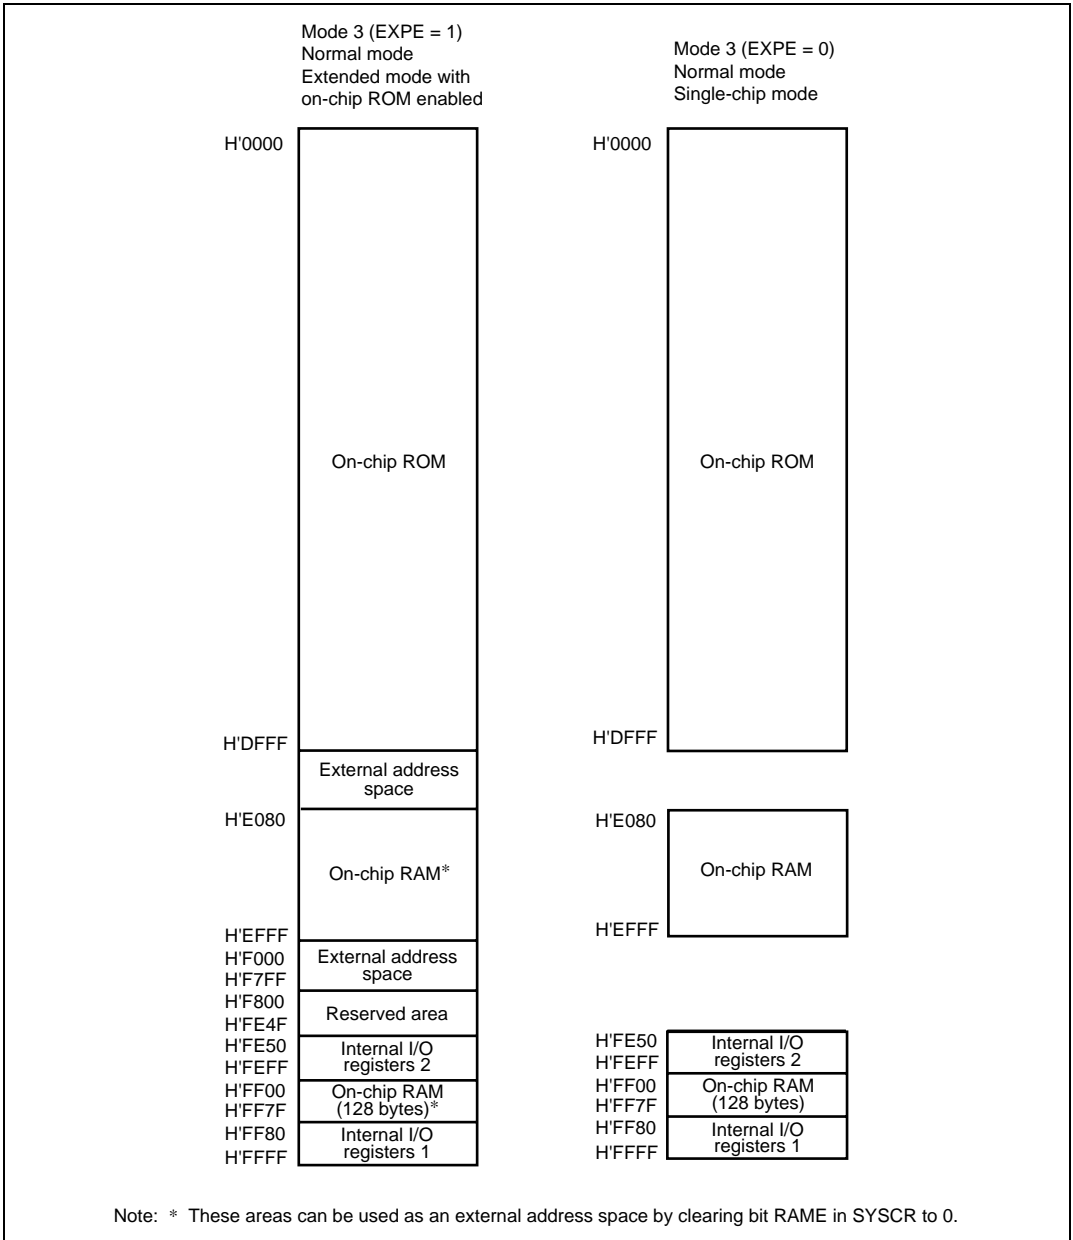 Mode 3 (EXPE = 1)
Normal mode
Extended mode with
on-chip ROM enabled
H'0000
On-chip ROM
H'DFFF
External address
space
H'E080
On-chip RAM*
H'EFFF
H'F000
External address
space
H'F7FF
H'F800
Reserved area
H'FE4F
H'FE50
Internal I/O
registers 2
H'FEFF
H'FF00
On-chip RAM
(128 bytes)*
H'FF7F
H'FF80
Internal I/O
registers 1
H'FFFF
Mode 3 (EXPE = 0)
Normal mode
Single-chip mode
H'0000
On-chip ROM
H'DFFF
H'E080
On-chip RAM
H'EFFF
H'FE50
Internal I/O
registers 2
H'FEFF
H'FF00
On-chip RAM
(128 bytes)
H'FF7F
H'FF80
Internal I/O
registers 1
H'FFFF
Note: * These areas can be used as an external address space by clearing bit RAME in SYSCR to 0.